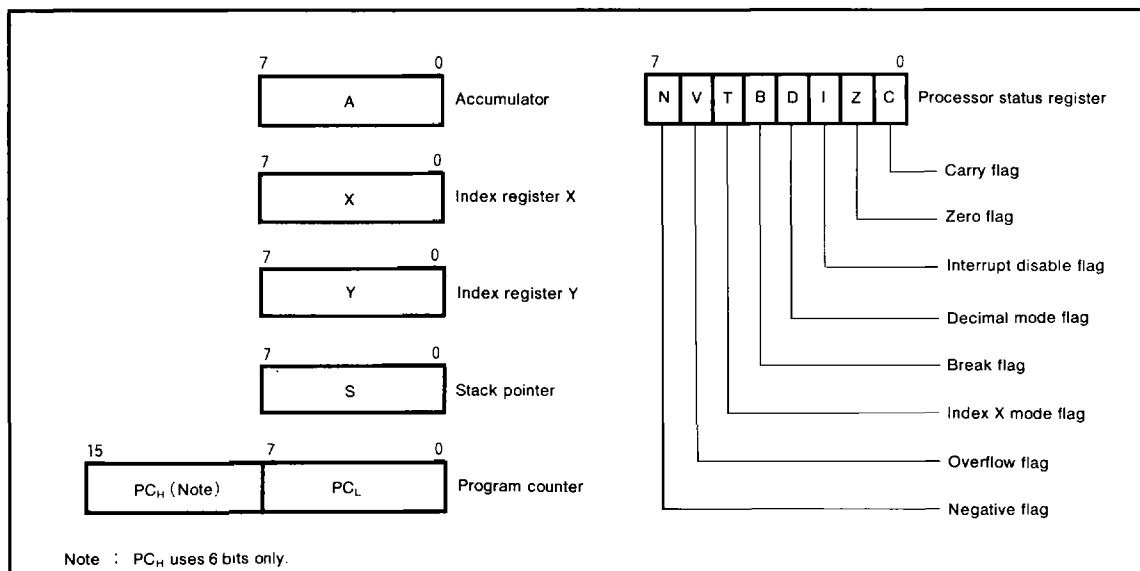 7 0
A Accumulator
7 0
X Index register X
7 0
Y Index register Y
7 0
S Stack pointer
15 7 0
PCH (Note) PCL Program counter
Note : PCH uses 6 bits only.
7 0
N V T B D I Z C Processor status register
Carry flag
Zero flag
Interrupt disable flag
Decimal mode flag
Break flag
Index X mode flag
Overflow flag
Negative flag